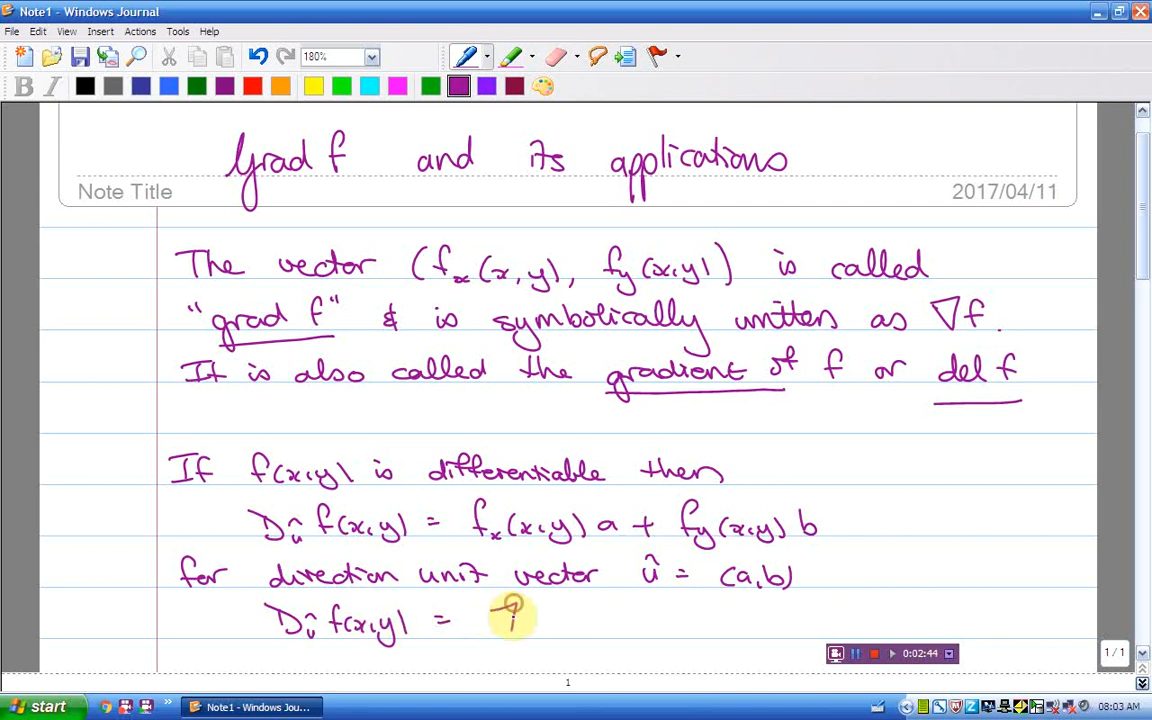 Note1 - Windows Journal
File Edit View Insert Actions Tools Help
180%
B I
Grad f and its applications
Note Title 2017/04/11
The vector (fx(x,y), fy(x,y)) is called
"grad f" & is symbolically written as ∇f.
It is also called the gradient of f or del f
If f(x,y) is differentiable then
Dû f(x,y) = fx(x,y) a + fy(x,y) b
for direction unit vector û = (a,b)
Dû f(x,y) =
0:02:44
1 / 1
1
start Note1 - Windows Jou... 08:03 AM